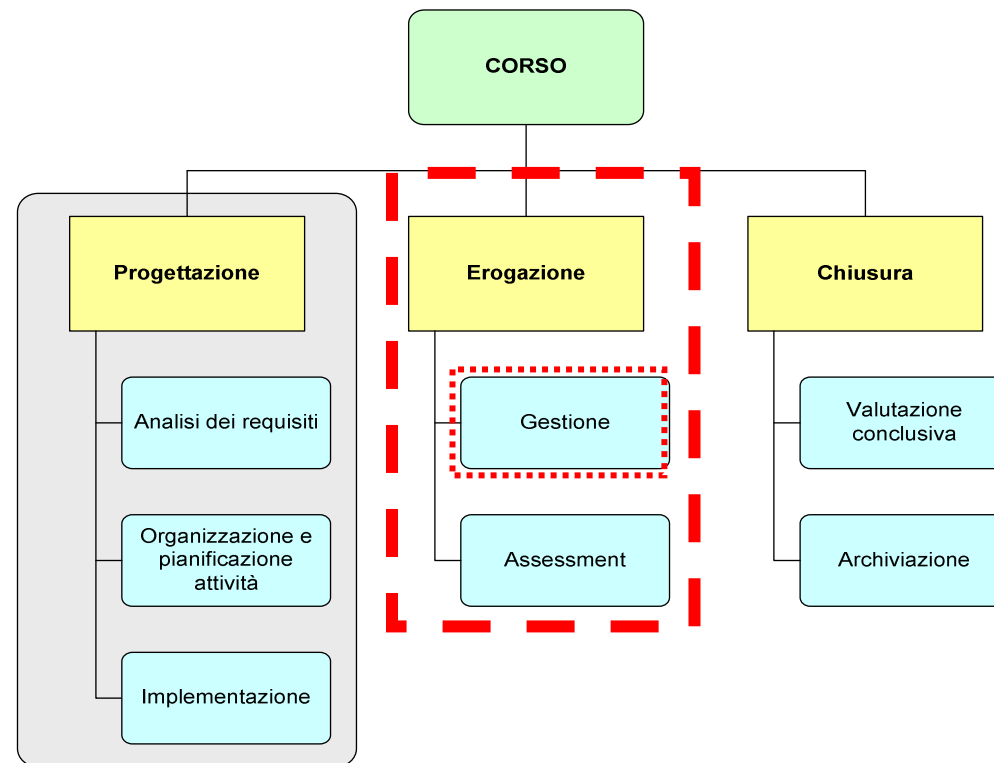 CORSO
Progettazione
Erogazione
Chiusura
Analisi dei requisiti
Gestione
Valutazione
conclusiva
Organizzazione e
pianificazione
attività
Assessment
Archiviazione
Implementazione